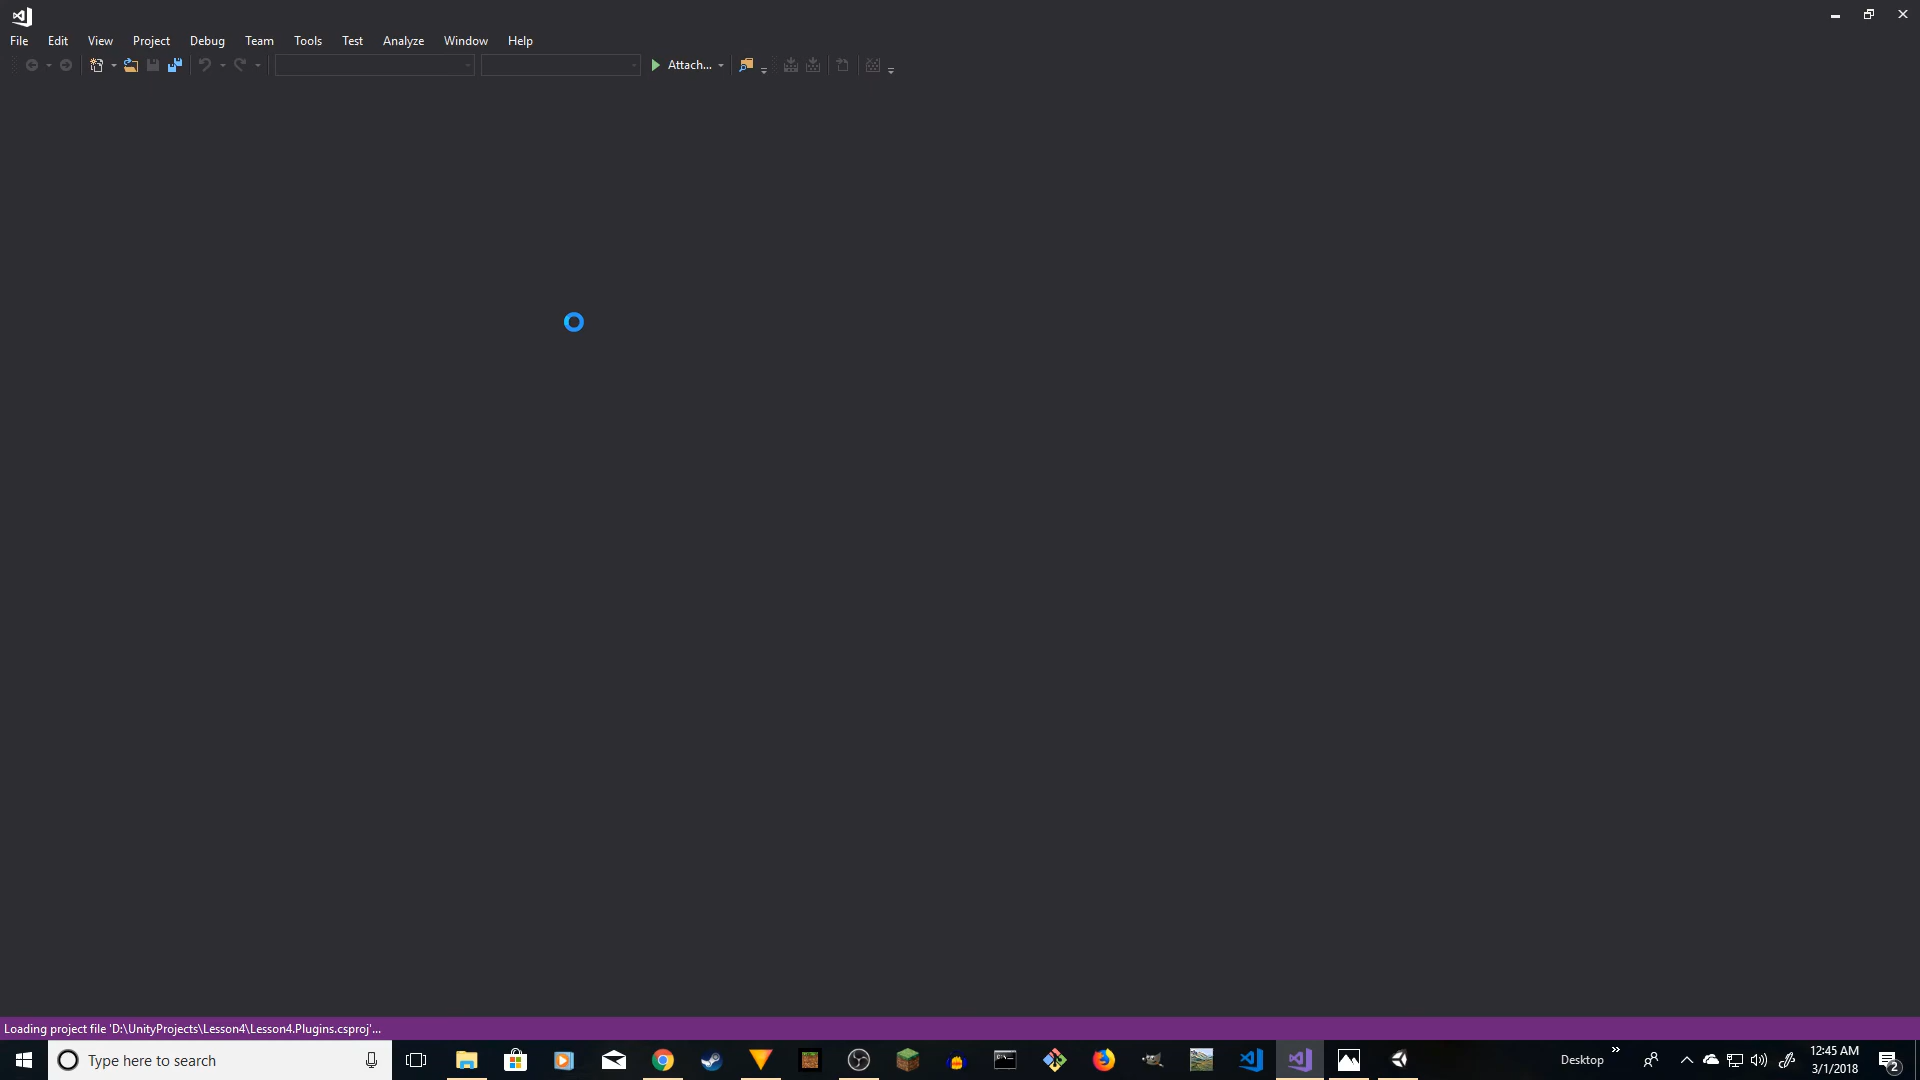 File Edit View Project Debug Team Tools Test Analyze Window Help
Attach...
Loading project file 'D:\UnityProjects\Lesson4\Lesson4.Plugins.csproj'...
Type here to search
Desktop
12:45 AM
3/1/2018
2